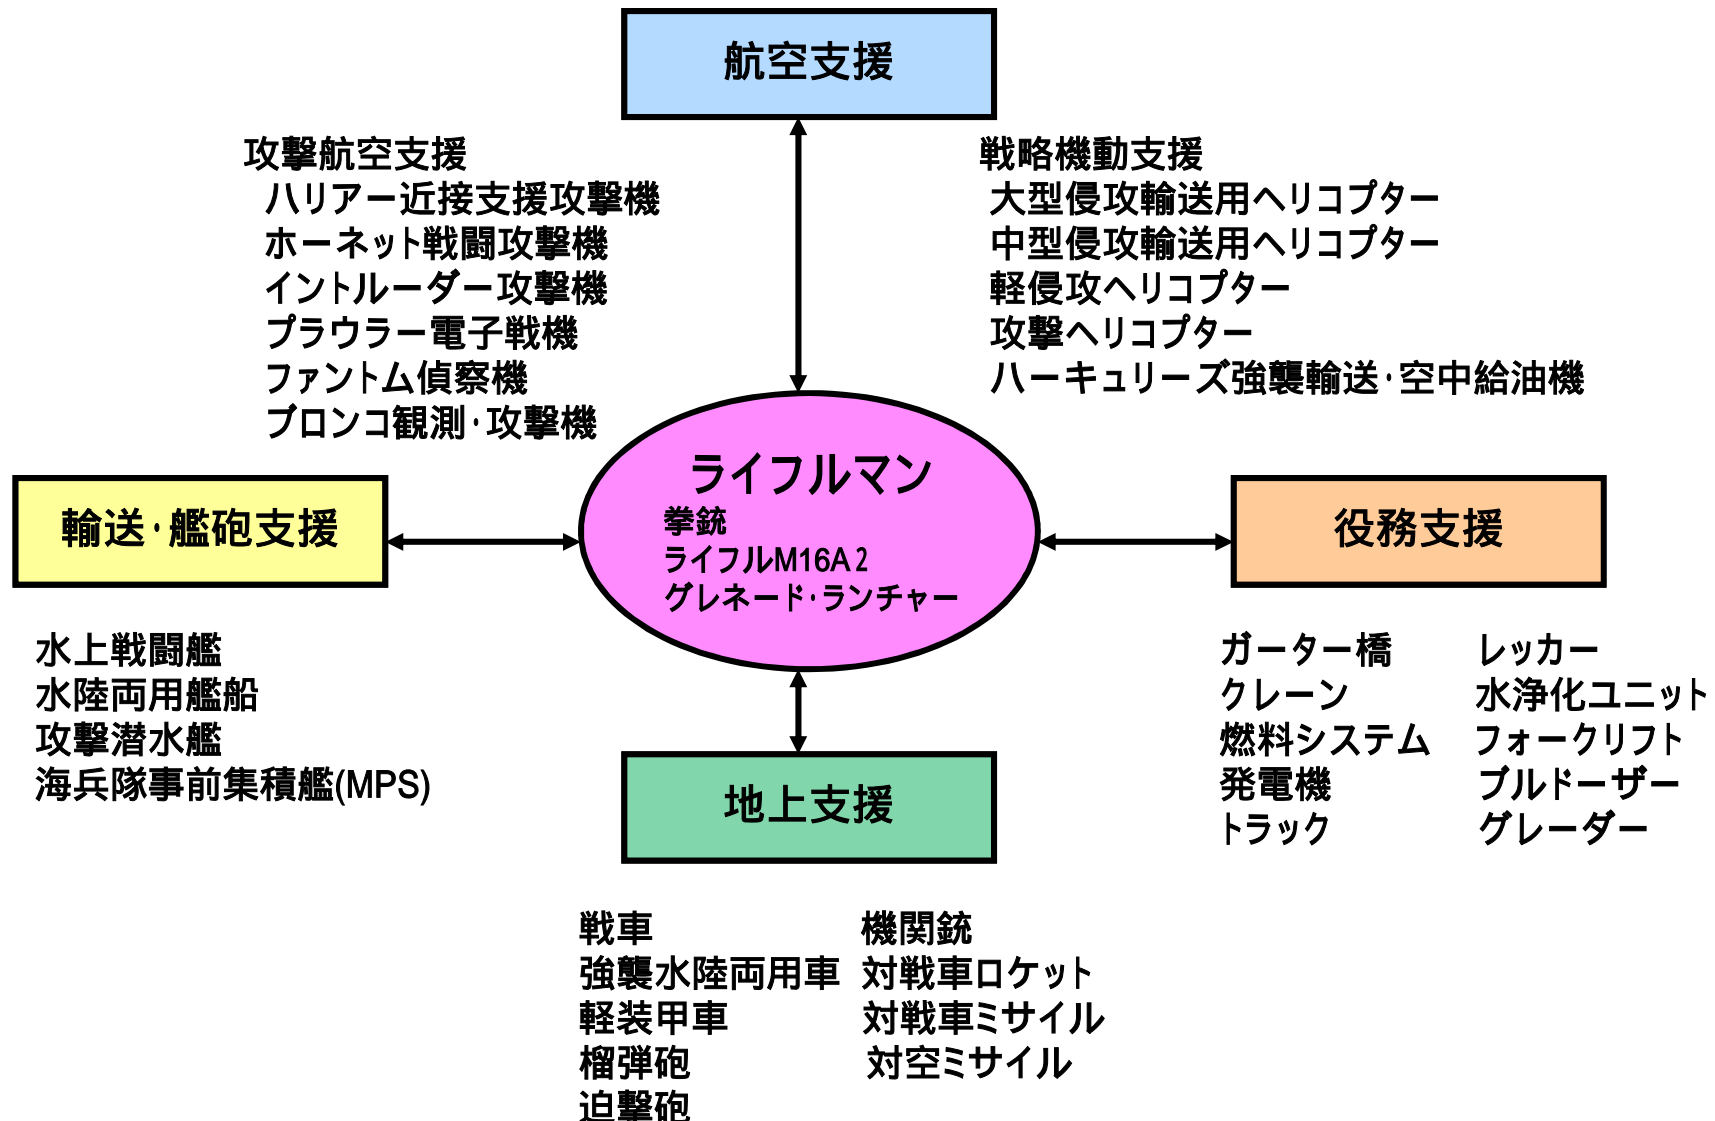 航空支援
攻撃航空支援
ハリアー近接支援攻撃機
ホーネット戦闘攻撃機
イントルーダー攻撃機
プラウラー電子戦機
ファントム偵察機
ブロンコ観測･攻撃機
戦略機動支援
大型侵攻輸送用ヘリコプター
中型侵攻輸送用ヘリコプター
軽侵攻ヘリコプター
攻撃ヘリコプター
ハーキュリーズ強襲輸送･空中給油機
ライフルマン
拳銃
ライフルM16A２
グレネード･ランチャー
輸送･艦砲支援
水上戦闘艦
水陸両用艦船
攻撃潜水艦
海兵隊事前集積艦(MPS)
役務支援
ガーター橋
クレーン
燃料システム
発電機
トラック
レッカー
水浄化ユニット
フォークリフト
ブルドーザー
グレーダー
地上支援
戦車
強襲水陸両用車
軽装甲車
榴弾砲
迫撃砲
機関銃
対戦車ロケット
対戦車ミサイル
対空ミサイル